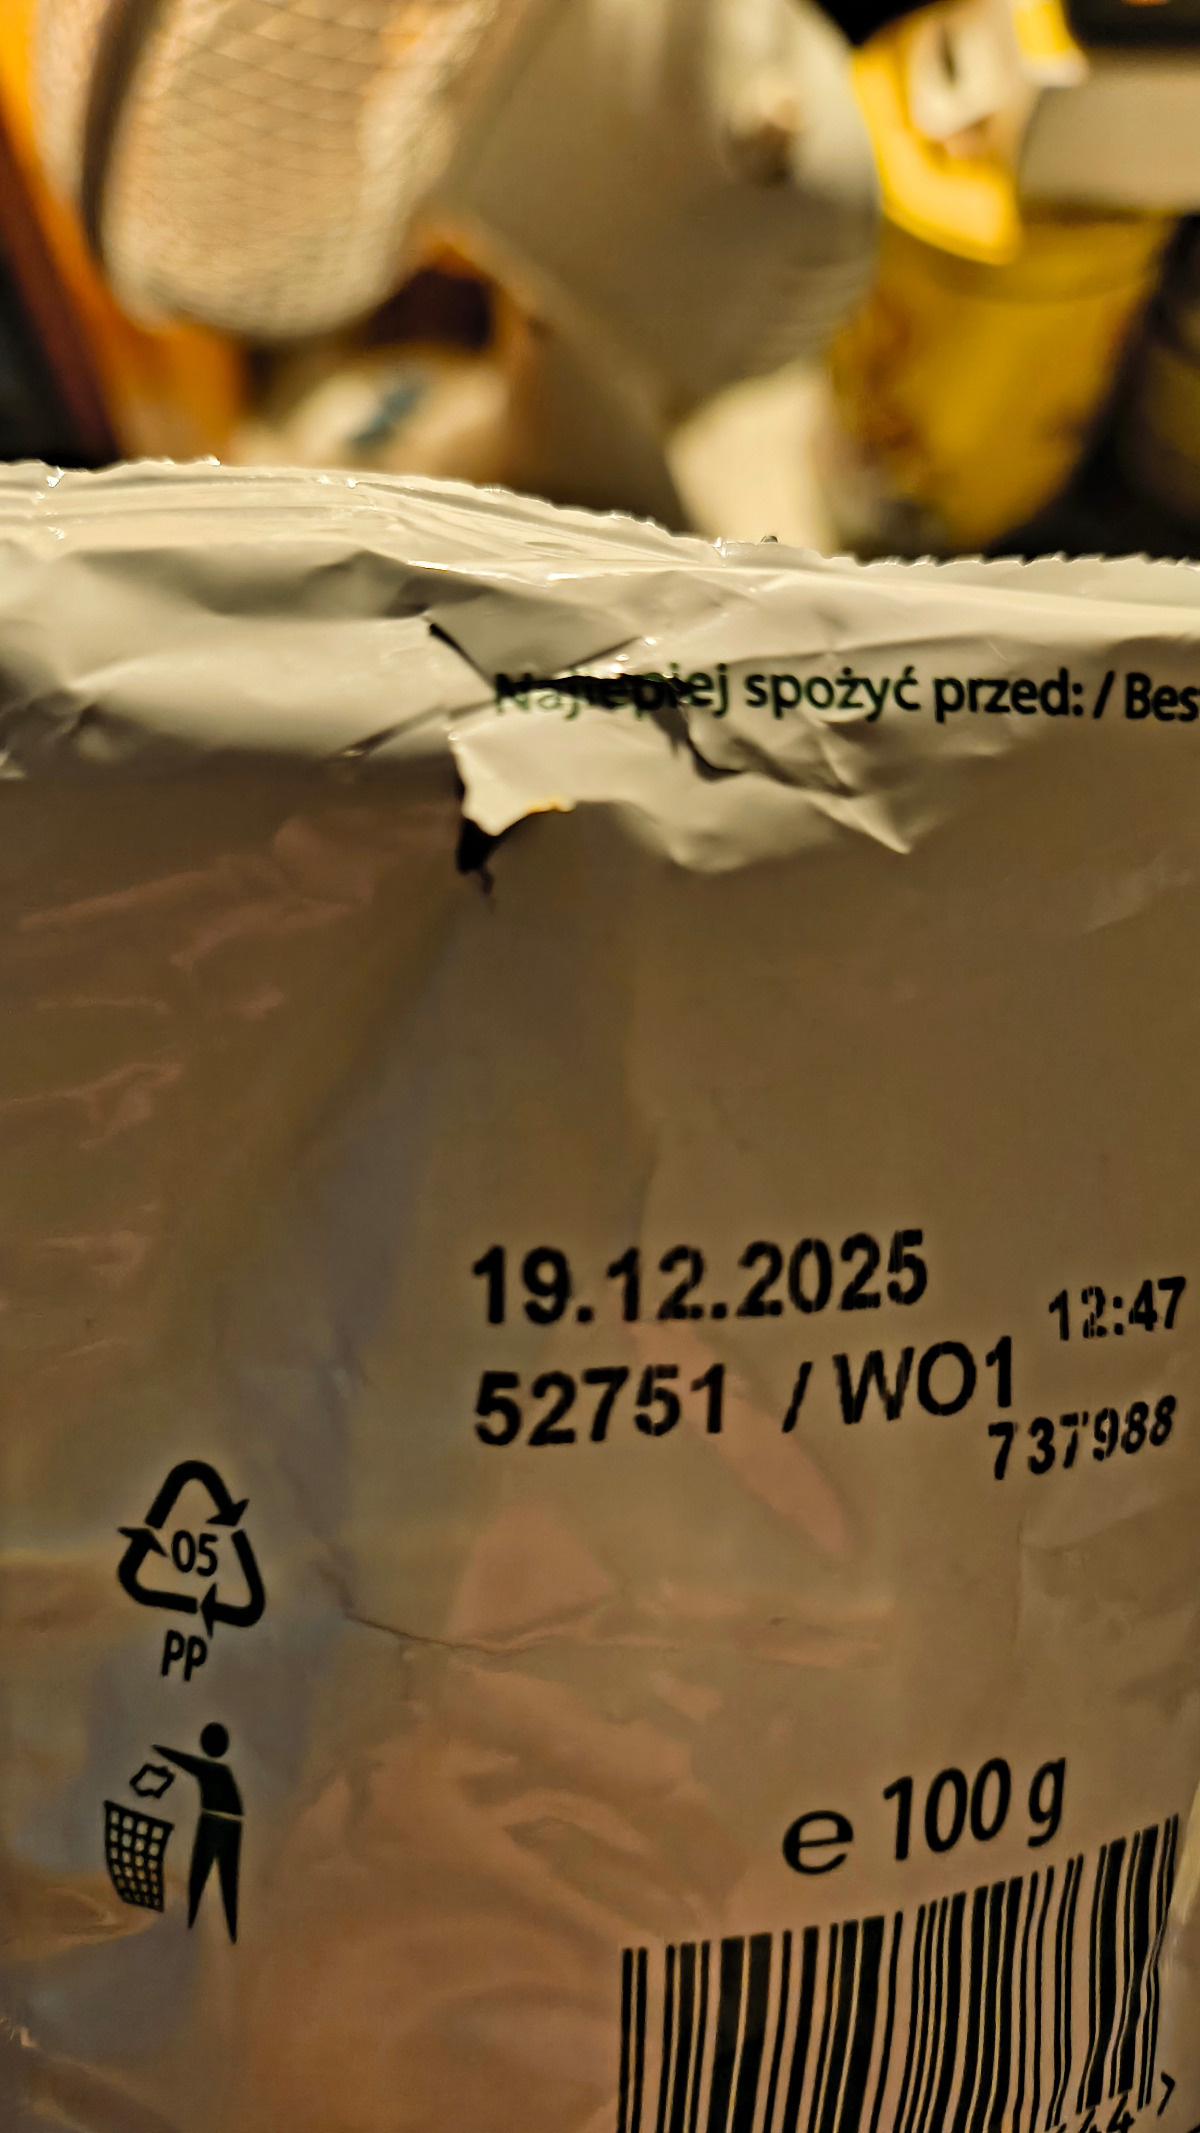 Najlepiej spożyć przed: / Bes
19.12.2025
12:47
52751 / WO1
737988
05
PP
e 100 g